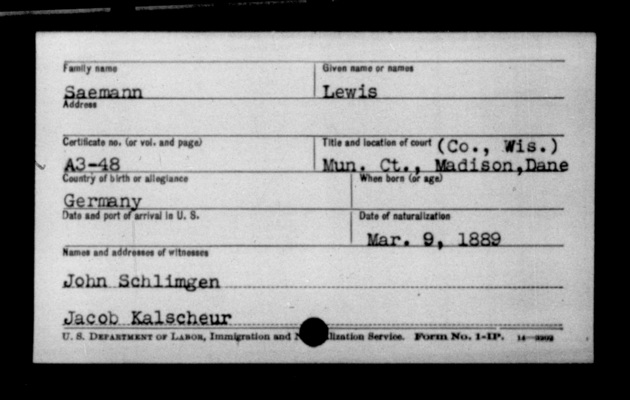 Family name Given name or names
Saemann Lewis
Address
Certificate no. (or vol. and page) Title and location of court (Co., Wis.)
A3-48 Mun. Ct., Madison,Dane
Country of birth or allegiance When born (or age)
Germany
Date and port of arrival in U. S. Date of naturalization
Mar. 9, 1889
Names and addresses of witnesses
John Schlimgen
Jacob Kalscheur
U. S. Department of Labor, Immigration and Service. Form No. 1-IP.